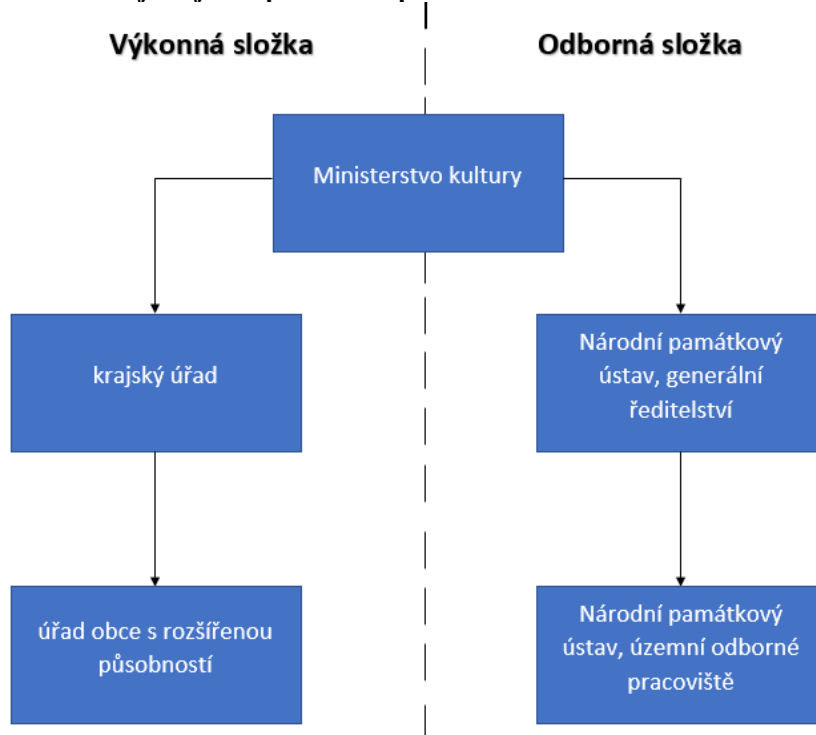 Výkonná složka
Odborná složka
Ministerstvo kultury
krajský úřad
Národní památkový
ústav, generální
ředitelství
úřad obce s rozšířenou
působností
Národní památkový
ústav, územní odborné
pracoviště